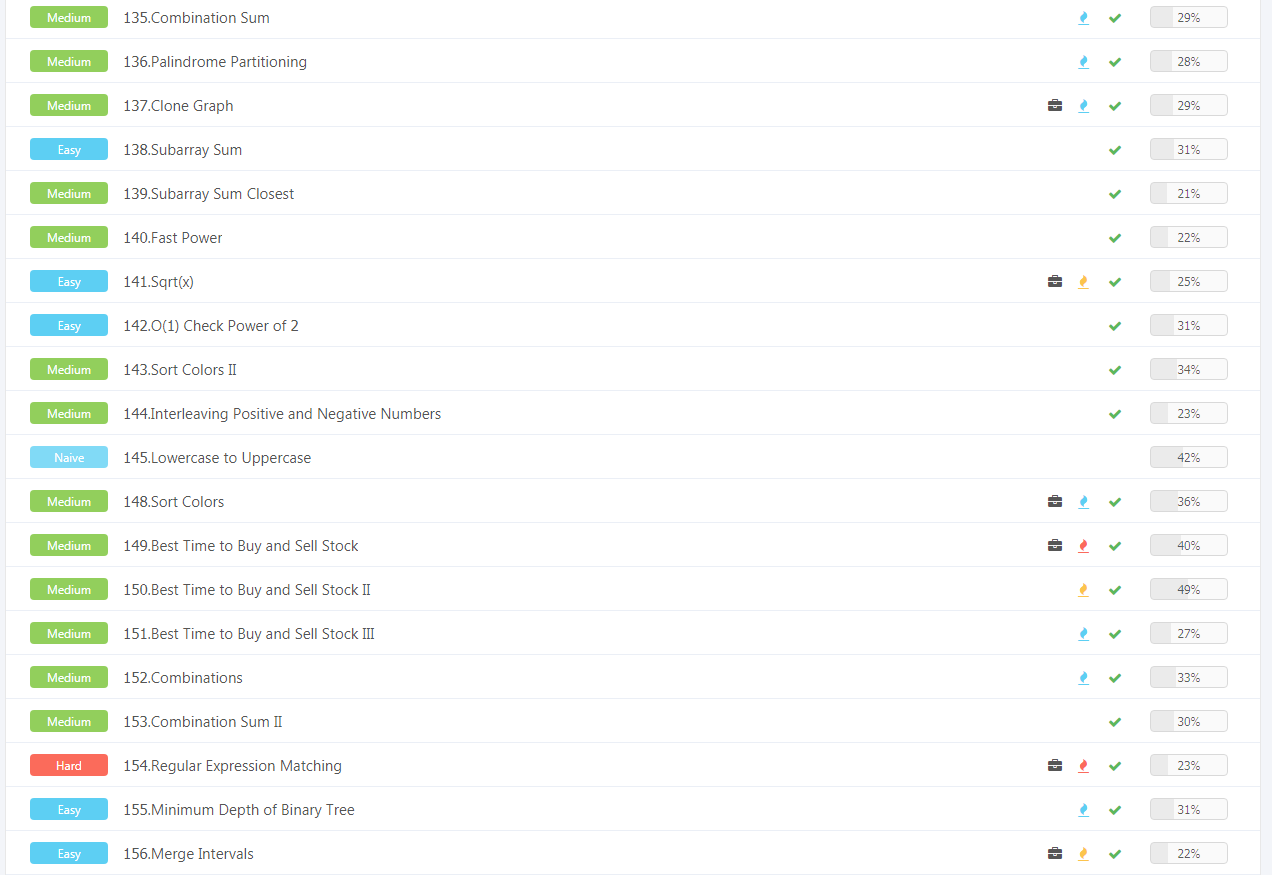 Medium 135.Combination Sum 29%
Medium 136.Palindrome Partitioning 28%
Medium 137.Clone Graph 29%
Easy 138.Subarray Sum 31%
Medium 139.Subarray Sum Closest 21%
Medium 140.Fast Power 22%
Easy 141.Sqrt(x) 25%
Easy 142.O(1) Check Power of 2 31%
Medium 143.Sort Colors II 34%
Medium 144.Interleaving Positive and Negative Numbers 23%
Naive 145.Lowercase to Uppercase 42%
Medium 148.Sort Colors 36%
Medium 149.Best Time to Buy and Sell Stock 40%
Medium 150.Best Time to Buy and Sell Stock II 49%
Medium 151.Best Time to Buy and Sell Stock III 27%
Medium 152.Combinations 33%
Medium 153.Combination Sum II 30%
Hard 154.Regular Expression Matching 23%
Easy 155.Minimum Depth of Binary Tree 31%
Easy 156.Merge Intervals 22%